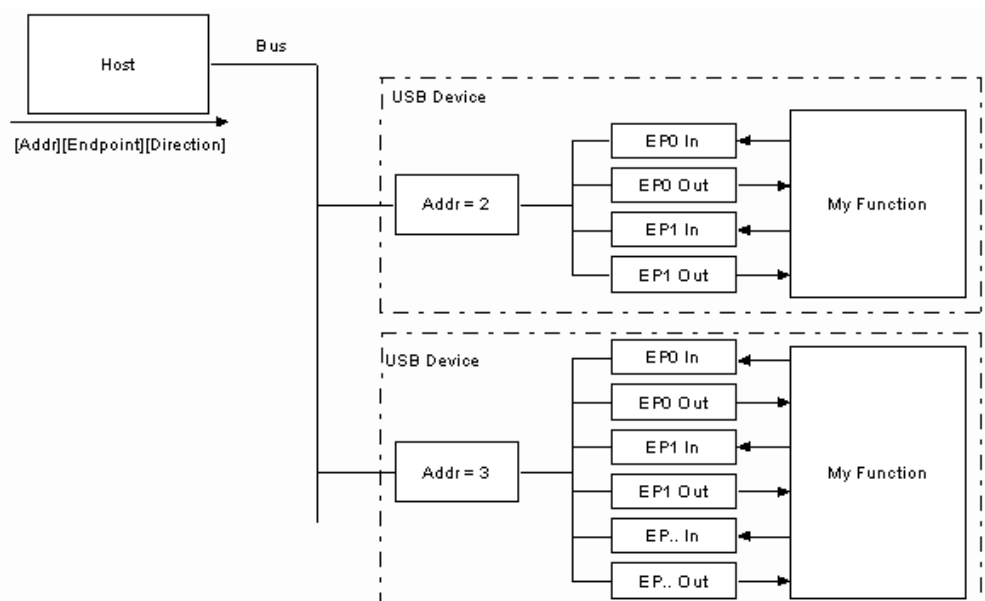 Host
Bus
[Addr][Endpoint][Direction]
USB Device
Addr = 2
EP0 In
EP0 Out
EP1 In
EP1 Out
My Function
USB Device
Addr = 3
EP0 In
EP0 Out
EP1 In
EP1 Out
EP.. In
EP.. Out
My Function